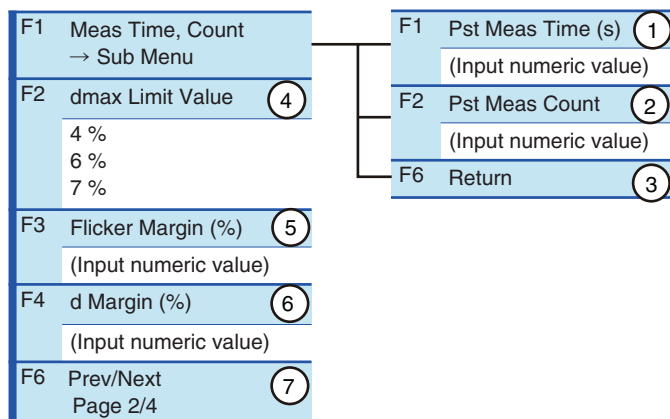 F1 Meas Time, Count
→ Sub Menu
F2 dmax Limit Value 4
4 %
6 %
7 %
F3 Flicker Margin (%) 5
(Input numeric value)
F4 d Margin (%) 6
(Input numeric value)
F6 Prev/Next 7
Page 2/4
F1 Pst Meas Time (s) 1
(Input numeric value)
F2 Pst Meas Count 2
(Input numeric value)
F6 Return 3